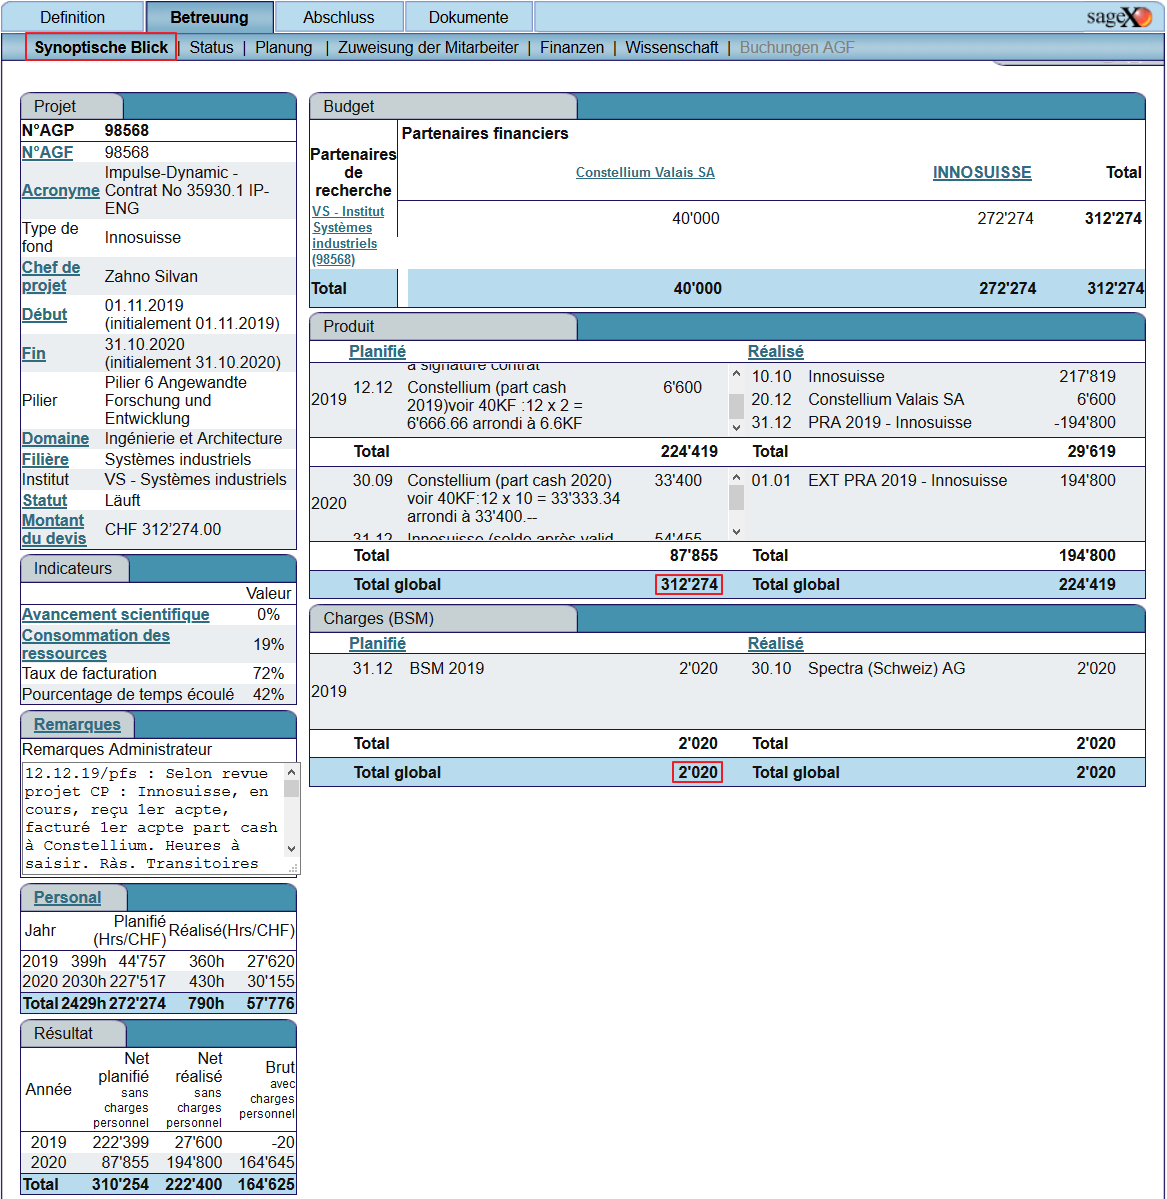 Definition Betreuung Abschluss Dokumente sageX
Synoptische Blick | Status | Planung | Zuweisung der Mitarbeiter | Finanzen | Wissenschaft | Buchungen AGF
Projet
N°AGP 98568
N°AGF 98568
Acronyme Impulse-Dynamic -
Contrat No 35930.1 IP-
ENG
Type de
fond Innosuisse
Chef de
projet Zahno Silvan
Début 01.11.2019
(initialement 01.11.2019)
Fin 31.10.2020
(initialement 31.10.2020)
Pilier Pilier 6 Angewandte
Forschung und
Entwicklung
Domaine Ingénierie et Architecture
Filière Systèmes industriels
Institut VS - Systèmes industriels
Statut Läuft
Montant
du devis CHF 312'274.00
Indicateurs
Valeur
Avancement scientifique 0%
Consommation des
ressources 19%
Taux de facturation 72%
Pourcentage de temps écoulé 42%
Remarques
Remarques Administrateur
12.12.19/pfs : Selon revue
projet CP : Innosuisse, en
cours, reçu 1er acpte,
facturé 1er acpte part cash
à Constellium. Heures à
saisir. Ràs. Transitoires
Personal
Jahr Planifié
(Hrs/CHF) Réalisé(Hrs/CHF)
2019 399h 44'757 360h 27'620
2020 2030h 227'517 430h 30'155
Total 2429h 272'274 790h 57'776
Résultat
Année Net
planifié
sans
charges
personnel
Net
réalisé
sans
charges
personnel
Brut
avec
charges
personnel
2019 222'399 27'600 -20
2020 87'855 194'800 164'645
Total 310'254 222'400 164'625
Budget
Partenaires
de
recherche
Partenaires financiers
Constellium Valais SA INNOSUISSE Total
VS - Institut
Systèmes
industriels
(98568)
40'000 272'274 312'274
Total 40'000 272'274 312'274
Produit
Planifié Réalisé
2019
a signature contrat
12.12 Constellium (part cash 6'600
2019)voir 40KF :12 x 2 =
6'666.66 arrondi à 6.6KF
10.10 Innosuisse 217'819
20.12 Constellium Valais SA 6'600
31.12 PRA 2019 - Innosuisse -194'800
Total 224'419 Total 29'619
2020
30.09 Constellium (part cash 2020) 33'400
voir 40KF:12 x 10 = 33'333.34
arrondi à 33'400.--
31.12 Innosuisse (solde après valid 54'455
01.01 EXT PRA 2019 - Innosuisse 194'800
Total 87'855 Total 194'800
Total global 312'274 Total global 224'419
Charges (BSM)
Planifié Réalisé
2019
31.12 BSM 2019 2'020 30.10 Spectra (Schweiz) AG 2'020
Total 2'020 Total 2'020
Total global 2'020 Total global 2'020